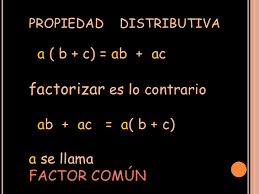 PROPIEDAD DISTRIBUTIVA
a ( b + c) = ab + ac
factorizar es lo contrario
ab + ac = a( b + c)
a se llama
FACTOR COMÚN